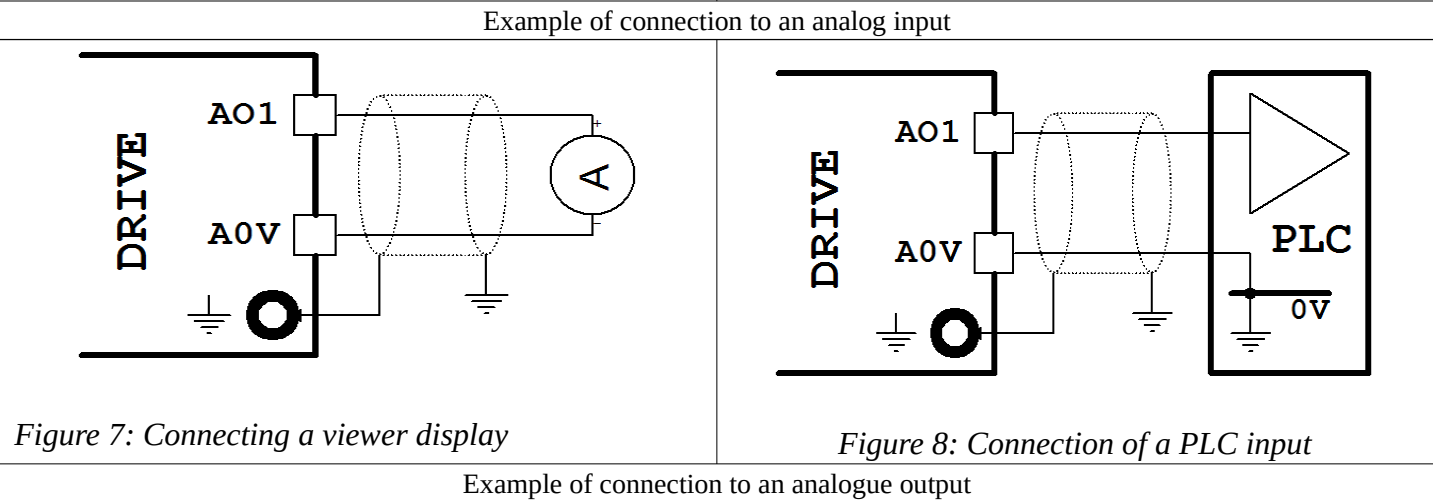 Example of connection to an analog input
AO1
DRIVE
A0V
+
A
−
Figure 7: Connecting a viewer display
AO1
DRIVE
A0V
PLC
0V
Figure 8: Connection of a PLC input
Example of connection to an analogue output